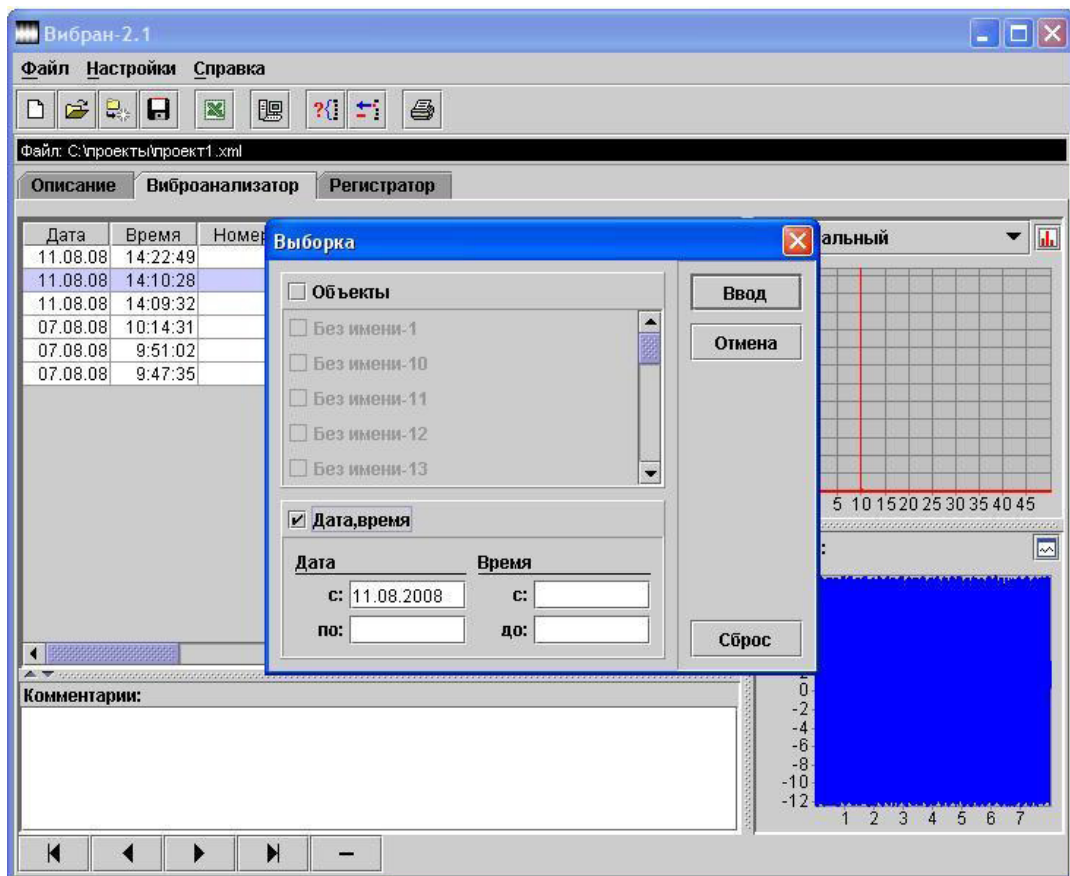 Вибран-2.1
Файл Настройки Справка
Файл: C:\проекты\проект1.xml
Описание Виброанализатор Регистратор
Дата Время Номер
11.08.08 14:22:49
11.08.08 14:10:28
11.08.08 14:09:32
07.08.08 10:14:31
07.08.08 9:51:02
07.08.08 9:47:35
Выборка
Объекты
Без имени-1
Без имени-10
Без имени-11
Без имени-12
Без имени-13
Дата,время
Дата Время
с: 11.08.2008 с:
по: до:
Ввод
Отмена
Сброс
альный
5 10 15 20 25 30 35 40 45
0
-2
-4
-6
-8
-10
-12
1 2 3 4 5 6 7
Комментарии: